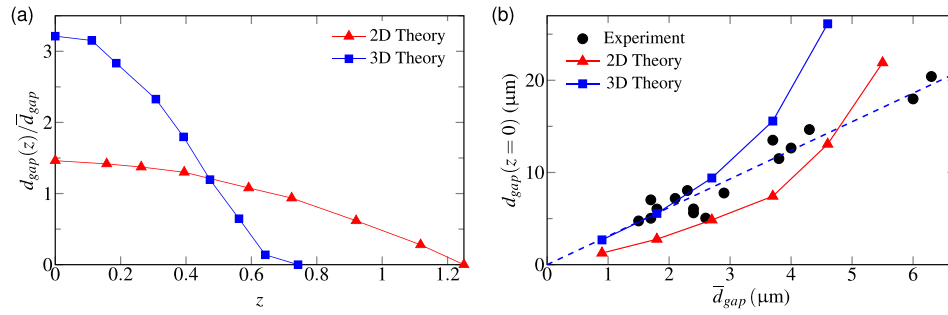 (a)
3
2
1
0
d_gap(z)/d̅_gap
2D Theory
3D Theory
0 0.2 0.4 0.6 0.8 1 1.2
z
(b)
20
10
0
d_gap(z=0) (μm)
Experiment
2D Theory
3D Theory
1 2 3 4 5 6
d̅_gap (μm)